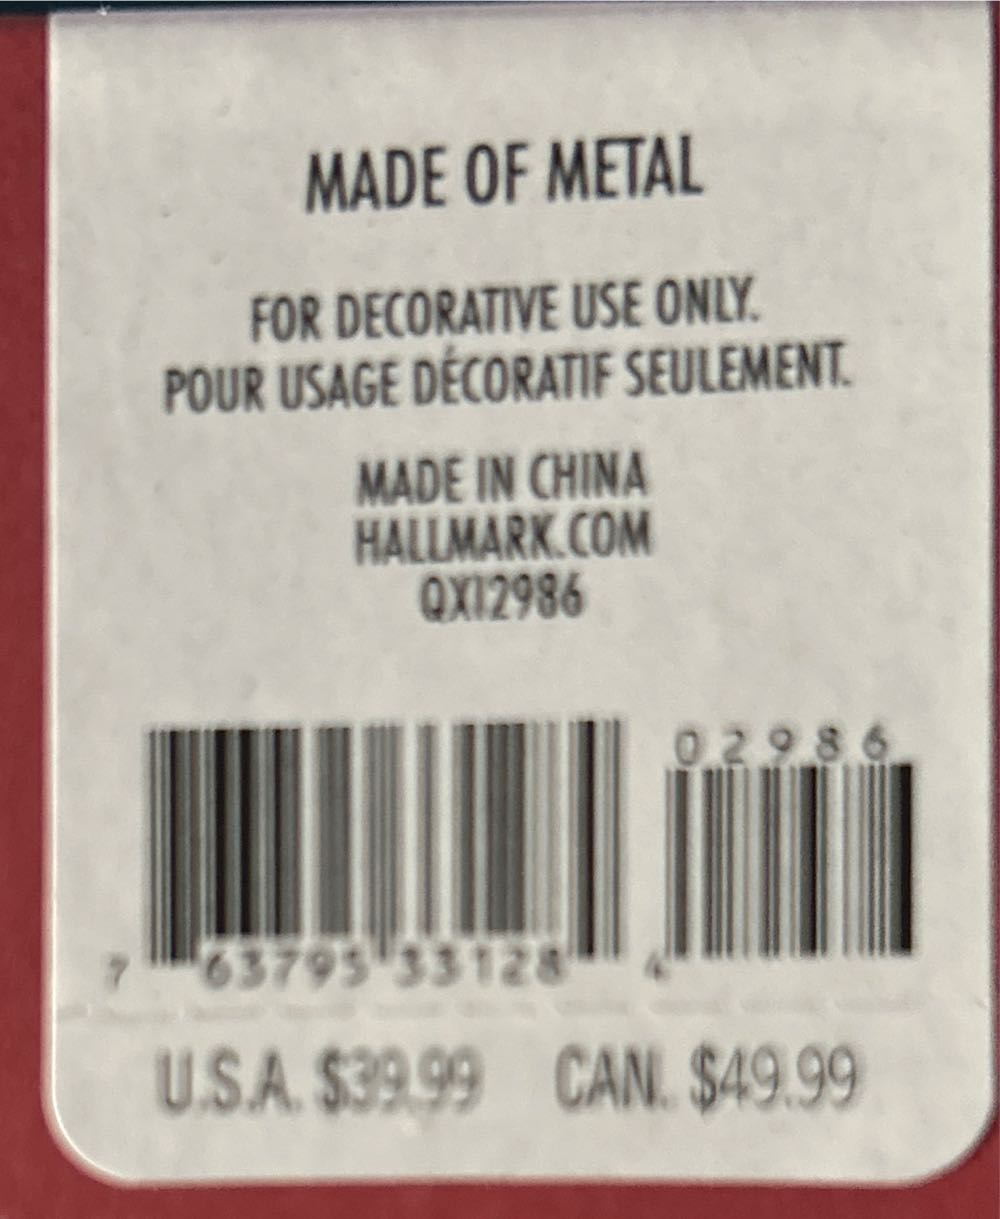 MADE OF METAL
FOR DECORATIVE USE ONLY.
POUR USAGE DÉCORATIF SEULEMENT.
MADE IN CHINA
HALLMARK.COM
QXI2986
02986
7 63795 33128 4
U.S.A. $39.99 CAN. $49.99